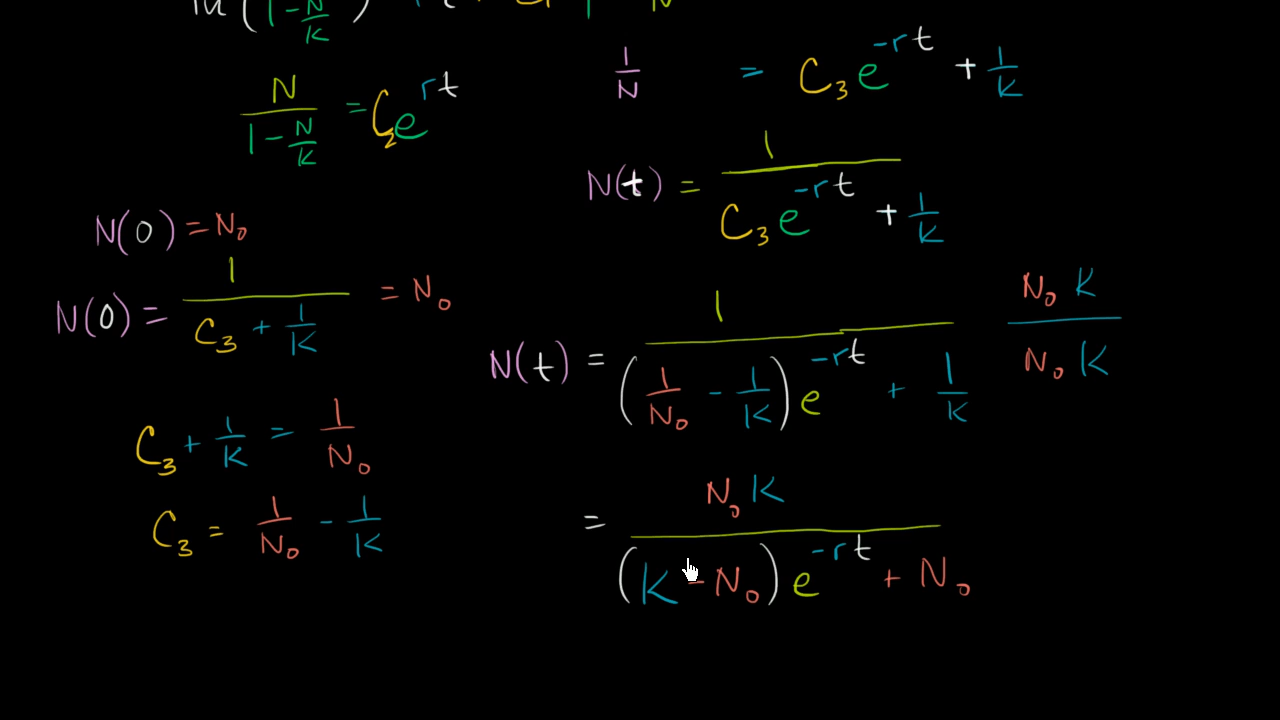 N/(1 - N/K) = C₂e^{rt}
N(0) = N₀
N(0) = 1/(C₃ + 1/K) = N₀
C₃ + 1/K = 1/N₀
C₃ = 1/N₀ - 1/K
1/N = C₃e^{-rt} + 1/K
N(t) = 1/(C₃e^{-rt} + 1/K)
N(t) = 1/((1/N₀ - 1/K)e^{-rt} + 1/K) N₀K/N₀K
= N₀K/((K - N₀)e^{-rt} + N₀)